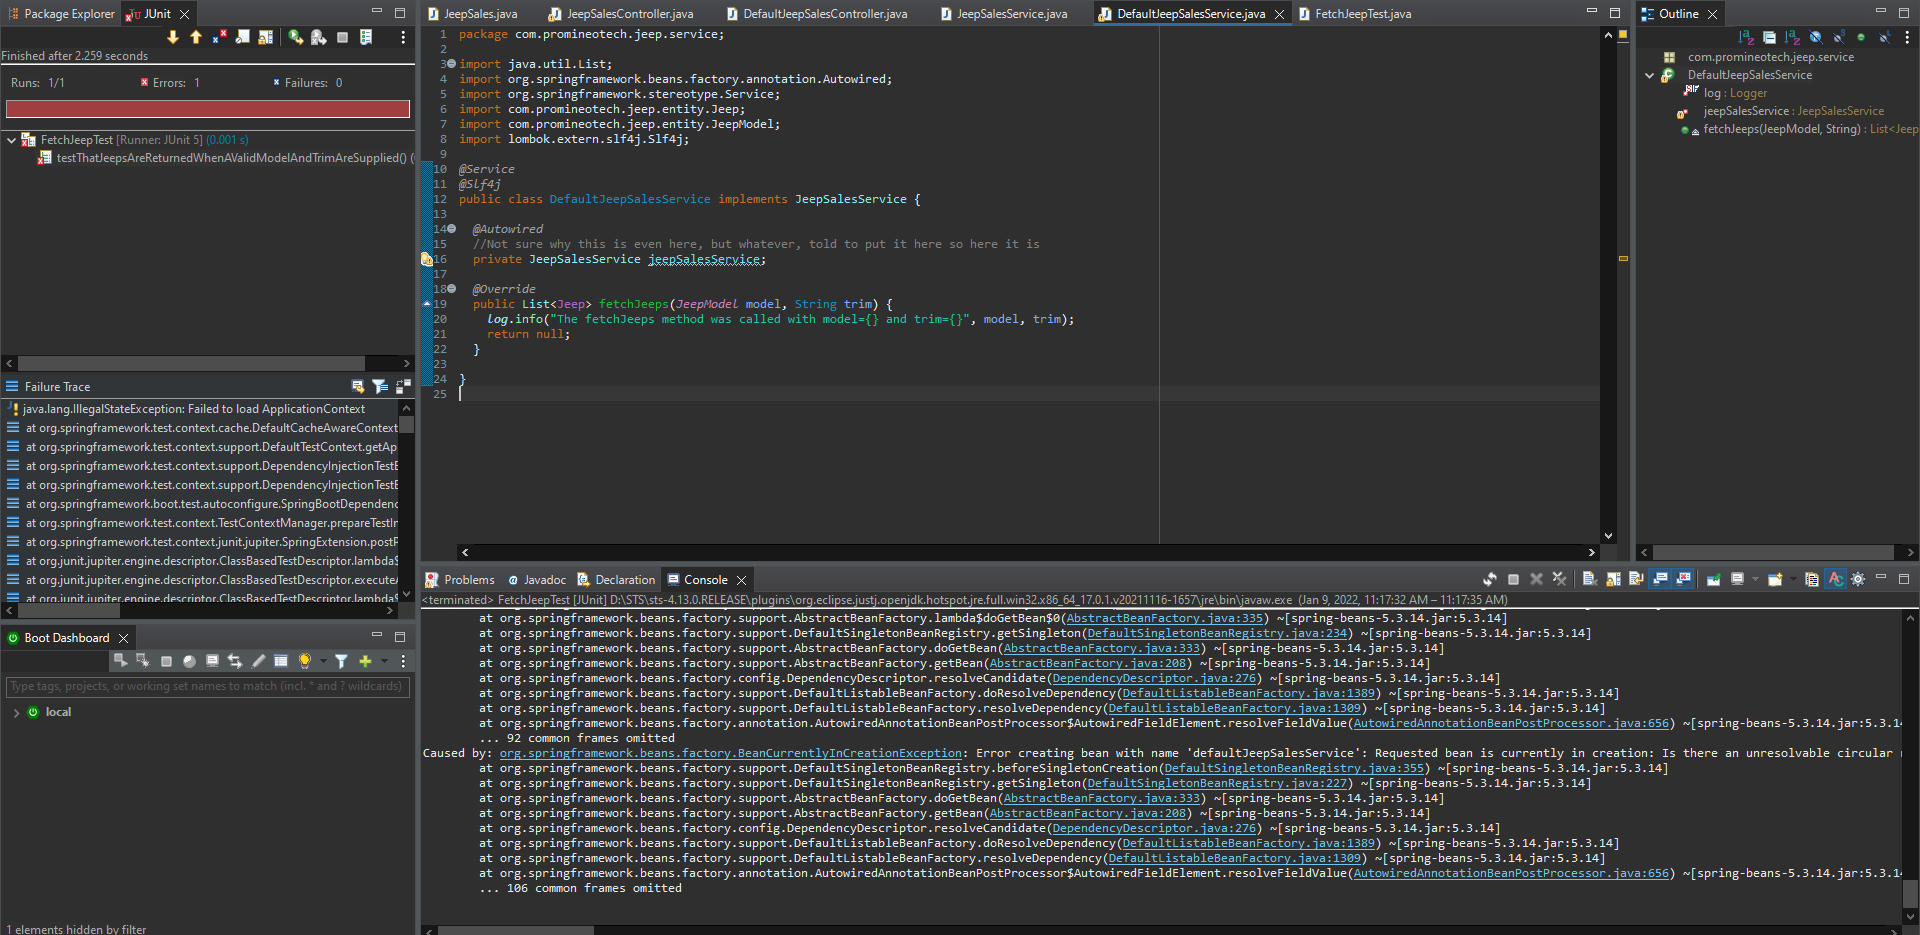 Package Explorer JUnit
Finished after 2.259 seconds
Runs: 1/1 Errors: 1 Failures: 0
FetchJeepTest [Runner: JUnit 5] (0.001 s)
testThatJeepsAreReturnedWhenAValidModelAndTrimAreSupplied() (
Failure Trace
java.lang.IllegalStateException: Failed to load ApplicationContext
at org.springframework.test.context.cache.DefaultCacheAwareContext
at org.springframework.test.context.support.DefaultTestContext.getAp
at org.springframework.test.context.support.DependencyInjectionTestE
at org.springframework.test.context.support.DependencyInjectionTestE
at org.springframework.boot.test.autoconfigure.SpringBootDependenc
at org.springframework.test.context.TestContextManager.prepareTestIn
at org.springframework.test.context.junit.jupiter.SpringExtension.postP
at org.junit.jupiter.engine.descriptor.ClassBasedTestDescriptor.lambda$
at org.junit.jupiter.engine.descriptor.ClassBasedTestDescriptor.executeA
at org.junit.jupiter.engine.descriptor.ClassBasedTestDescriptor.lambda$
Boot Dashboard
Type tags, projects, or working set names to match (incl. * and ? wildcards)
local
1 elements hidden by filter
JeepSales.java JeepSalesController.java DefaultJeepSalesController.java JeepSalesService.java DefaultJeepSalesService.java FetchJeepTest.java
1 package com.promineotech.jeep.service;
2
3 import java.util.List;
4 import org.springframework.beans.factory.annotation.Autowired;
5 import org.springframework.stereotype.Service;
6 import com.promineotech.jeep.entity.Jeep;
7 import com.promineotech.jeep.entity.JeepModel;
8 import lombok.extern.slf4j.Slf4j;
9
10 @Service
11 @Slf4j
12 public class DefaultJeepSalesService implements JeepSalesService {
13
14 @Autowired
15 //Not sure why this is even here, but whatever, told to put it here so here it is
16 private JeepSalesService jeepSalesService;
17
18 @Override
19 public List<Jeep> fetchJeeps(JeepModel model, String trim) {
20 log.info("The fetchJeeps method was called with model={} and trim={}", model, trim);
21 return null;
22 }
23
24 }
25
Outline
com.promineotech.jeep.service
DefaultJeepSalesService
log : Logger
jeepSalesService : JeepSalesService
fetchJeeps(JeepModel, String) : List<Jeep
Problems Javadoc Declaration Console
<terminated> FetchJeepTest [JUnit] D:\STS\sts-4.13.0.RELEASE\plugins\org.eclipse.justj.openjdk.hotspot.jre.full.win32.x86_64_17.0.1.v20211116-1657\jre\bin\javaw.exe (Jan 9, 2022, 11:17:32 AM – 11:17:35 AM)
at org.springframework.beans.factory.support.AbstractBeanFactory.lambda$doGetBean$0(AbstractBeanFactory.java:335) ~[spring-beans-5.3.14.jar:5.3.14]
at org.springframework.beans.factory.support.DefaultSingletonBeanRegistry.getSingleton(DefaultSingletonBeanRegistry.java:234) ~[spring-beans-5.3.14.jar:5.3.14]
at org.springframework.beans.factory.support.AbstractBeanFactory.doGetBean(AbstractBeanFactory.java:333) ~[spring-beans-5.3.14.jar:5.3.14]
at org.springframework.beans.factory.support.AbstractBeanFactory.getBean(AbstractBeanFactory.java:208) ~[spring-beans-5.3.14.jar:5.3.14]
at org.springframework.beans.factory.config.DependencyDescriptor.resolveCandidate(DependencyDescriptor.java:276) ~[spring-beans-5.3.14.jar:5.3.14]
at org.springframework.beans.factory.support.DefaultListableBeanFactory.doResolveDependency(DefaultListableBeanFactory.java:1389) ~[spring-beans-5.3.14.jar:5.3.14]
at org.springframework.beans.factory.support.DefaultListableBeanFactory.resolveDependency(DefaultListableBeanFactory.java:1309) ~[spring-beans-5.3.14.jar:5.3.14]
at org.springframework.beans.factory.annotation.AutowiredAnnotationBeanPostProcessor$AutowiredFieldElement.resolveFieldValue(AutowiredAnnotationBeanPostProcessor.java:656) ~[spring-beans-5.3.14.jar:5.3.14
... 92 common frames omitted
Caused by: org.springframework.beans.factory.BeanCurrentlyInCreationException: Error creating bean with name 'defaultJeepSalesService': Requested bean is currently in creation: Is there an unresolvable circular
at org.springframework.beans.factory.support.DefaultSingletonBeanRegistry.beforeSingletonCreation(DefaultSingletonBeanRegistry.java:355) ~[spring-beans-5.3.14.jar:5.3.14]
at org.springframework.beans.factory.support.DefaultSingletonBeanRegistry.getSingleton(DefaultSingletonBeanRegistry.java:227) ~[spring-beans-5.3.14.jar:5.3.14]
at org.springframework.beans.factory.support.AbstractBeanFactory.doGetBean(AbstractBeanFactory.java:333) ~[spring-beans-5.3.14.jar:5.3.14]
at org.springframework.beans.factory.support.AbstractBeanFactory.getBean(AbstractBeanFactory.java:208) ~[spring-beans-5.3.14.jar:5.3.14]
at org.springframework.beans.factory.config.DependencyDescriptor.resolveCandidate(DependencyDescriptor.java:276) ~[spring-beans-5.3.14.jar:5.3.14]
at org.springframework.beans.factory.support.DefaultListableBeanFactory.doResolveDependency(DefaultListableBeanFactory.java:1389) ~[spring-beans-5.3.14.jar:5.3.14]
at org.springframework.beans.factory.support.DefaultListableBeanFactory.resolveDependency(DefaultListableBeanFactory.java:1309) ~[spring-beans-5.3.14.jar:5.3.14]
at org.springframework.beans.factory.annotation.AutowiredAnnotationBeanPostProcessor$AutowiredFieldElement.resolveFieldValue(AutowiredAnnotationBeanPostProcessor.java:656) ~[spring-beans-5.3.14.jar:5.3.14
... 106 common frames omitted